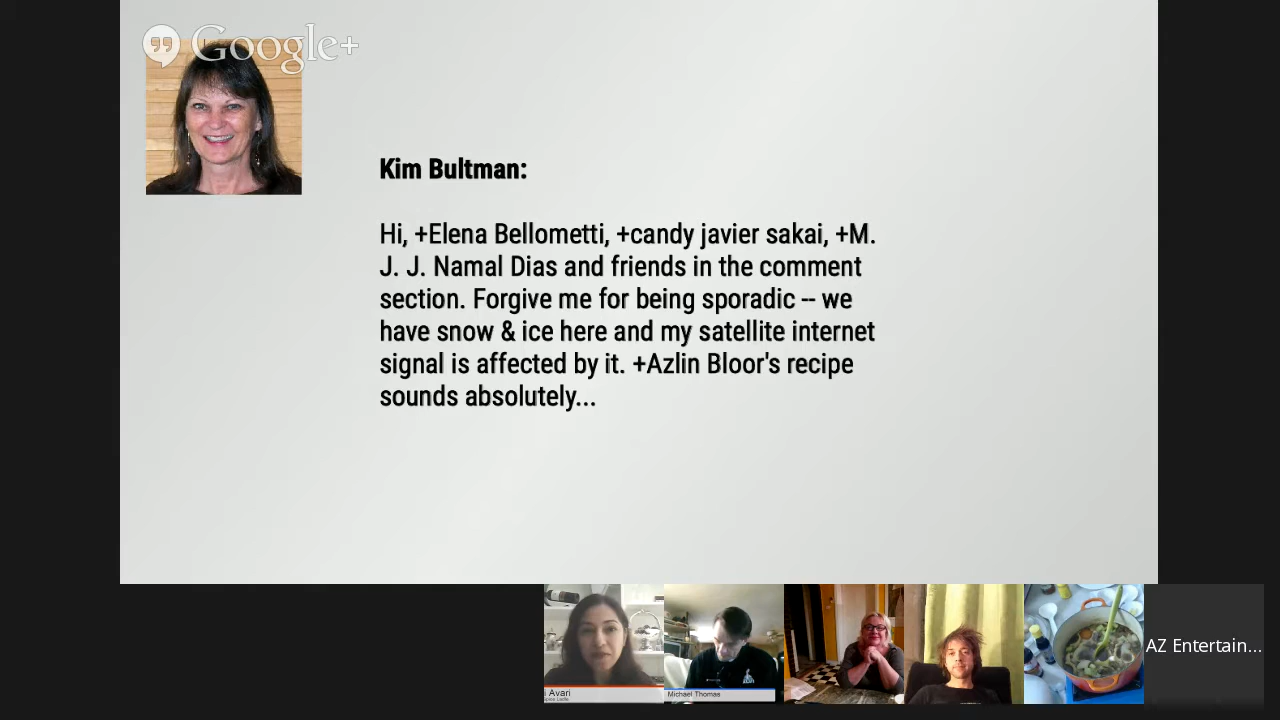 Google+
Kim Bultman:
Hi, +Elena Bellometti, +candy javier sakai, +M.
J. J. Namal Dias and friends in the comment
section. Forgive me for being sporadic -- we
have snow & ice here and my satellite internet
signal is affected by it. +Azlin Bloor's recipe
sounds absolutely...
i Avari
Michael Thomas
AZ Entertain...